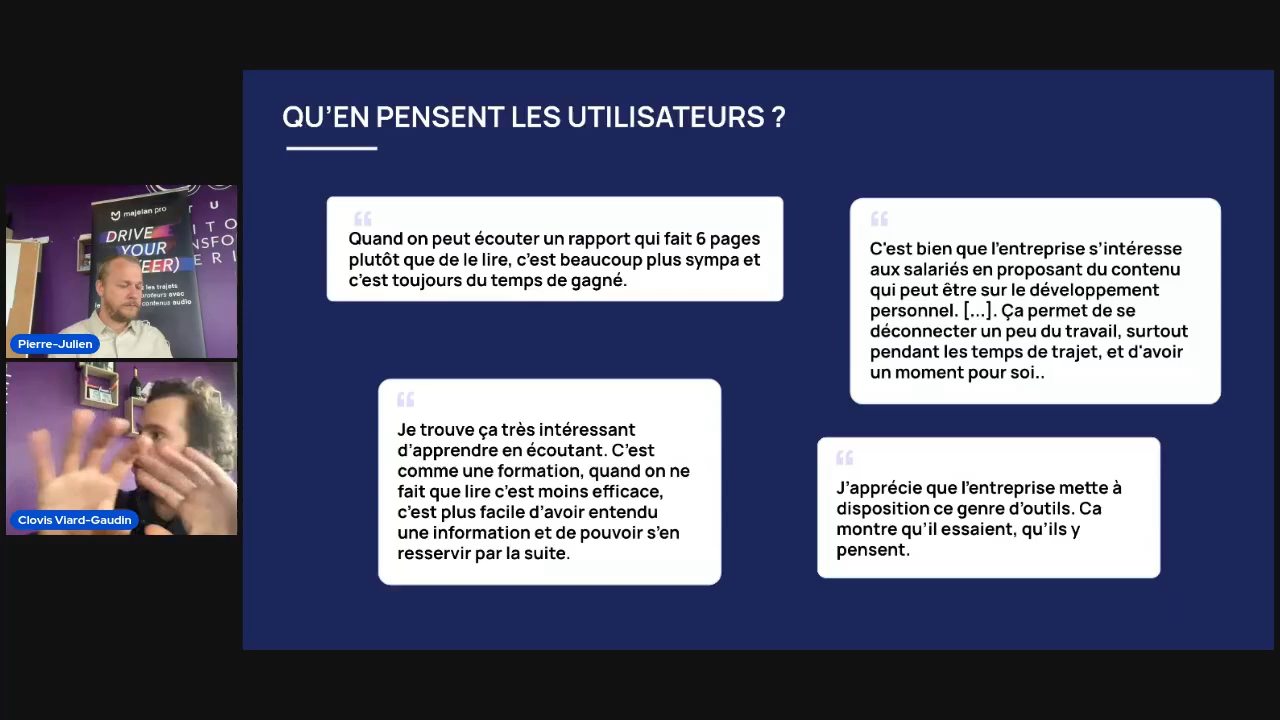 QU'EN PENSENT LES UTILISATEURS ?
Quand on peut écouter un rapport qui fait 6 pages
plutôt que de le lire, c'est beaucoup plus sympa et
c'est toujours du temps de gagné.
C'est bien que l'entreprise s'intéresse
aux salariés en proposant du contenu
qui peut être sur le développement
personnel. [...]. Ça permet de se
déconnecter un peu du travail, surtout
pendant les temps de trajet, et d'avoir
un moment pour soi..
Je trouve ça très intéressant
d'apprendre en écoutant. C'est
comme une formation, quand on ne
fait que lire c'est moins efficace,
c'est plus facile d'avoir entendu
une information et de pouvoir s'en
resservir par la suite.
J'apprécie que l'entreprise mette à
disposition ce genre d'outils. Ca
montre qu'il essaient, qu'ils y
pensent.
majelan pro
DRIVE
YOUR
Pierre-Julien
Clovis Viard-Gaudin